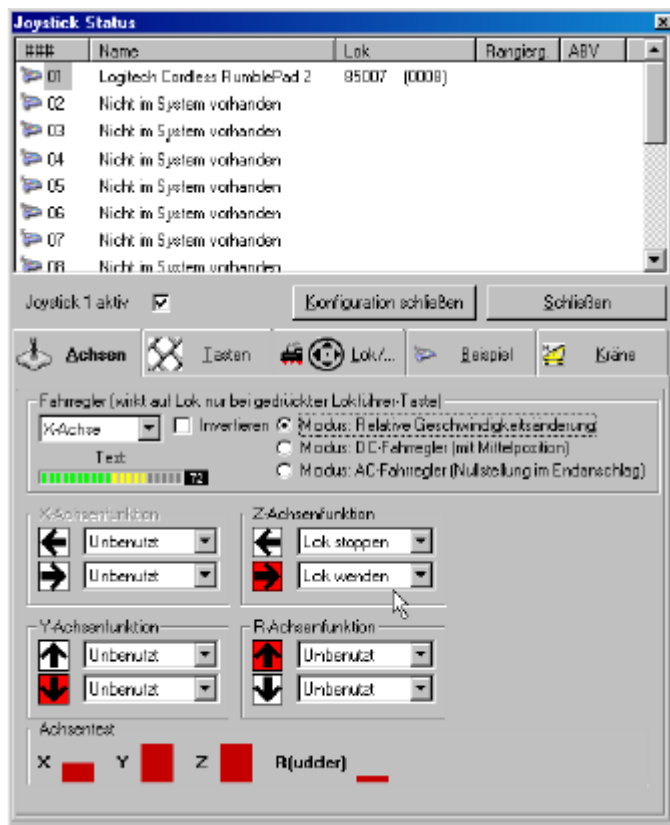 Joystick Status
### Name Lok Rangierg. ABV
01 Logitech Cordless RumblePad 2 85007 (0008)
02 Nicht im System vorhanden
03 Nicht im System vorhanden
04 Nicht im System vorhanden
05 Nicht im System vorhanden
06 Nicht im System vorhanden
07 Nicht im System vorhanden
08 Nicht im System vorhanden
Joystick 1 aktiv Konfiguration schließen Schließen
Achsen Tasten Lok/... Beispiel Kräne
Fahrregler (wirkt auf Lok nur bei gedrückter Lokführer-Taste)
X-Achse Invertieren Modus: Relative Geschwindigkeitsänderung
Modus: DC-Fahrregler (mit Mittelposition)
Test:
Modus: AC-Fahrregler (Nullstellung im Endanschlag)
72
X-Achsenfunktion Z-Achsenfunktion
Unbenutzt Lok stoppen
Unbenutzt Lok wenden
Y-Achsenfunktion R-Achsenfunktion
Unbenutzt Unbenutzt
Unbenutzt Unbenutzt
Achsentest
X Y Z R(udder)